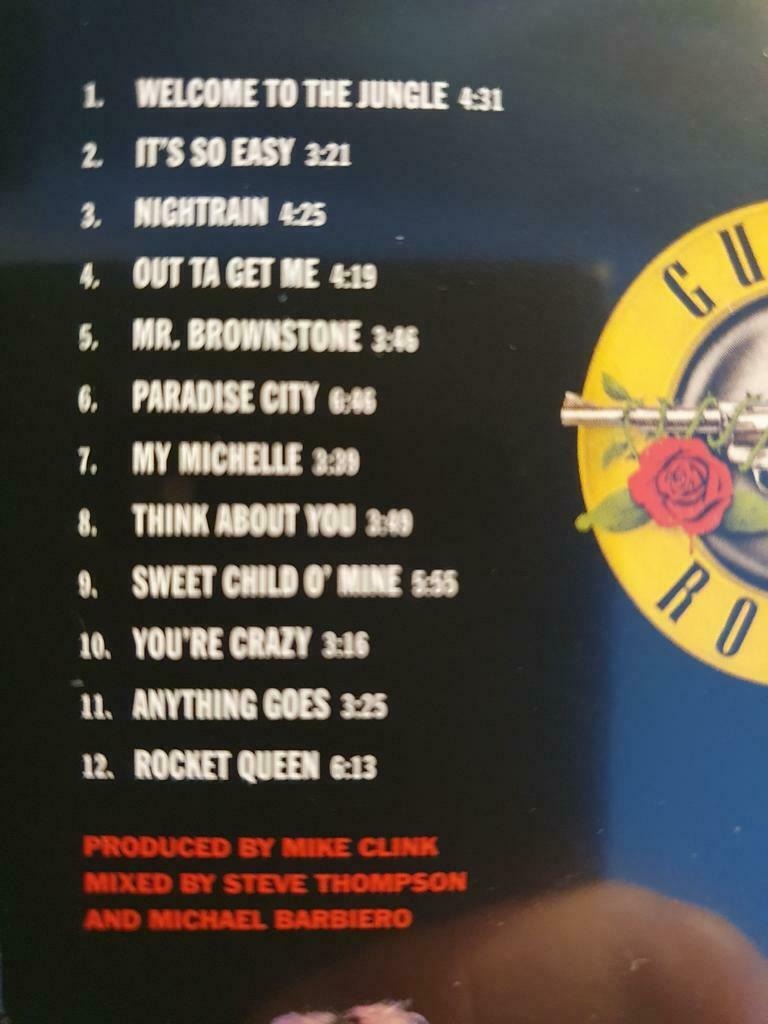 1. WELCOME TO THE JUNGLE 4:31
2. IT'S SO EASY 3:21
3. NIGHTRAIN 4:25
4. OUT TA GET ME 4:19
5. MR. BROWNSTONE 3:46
6. PARADISE CITY 6:46
7. MY MICHELLE 3:39
8. THINK ABOUT YOU 3:49
9. SWEET CHILD O' MINE 5:55
10. YOU'RE CRAZY 3:16
11. ANYTHING GOES 3:25
12. ROCKET QUEEN 6:13
PRODUCED BY MIKE CLINK
MIXED BY STEVE THOMPSON
AND MICHAEL BARBIERO
GU
RO